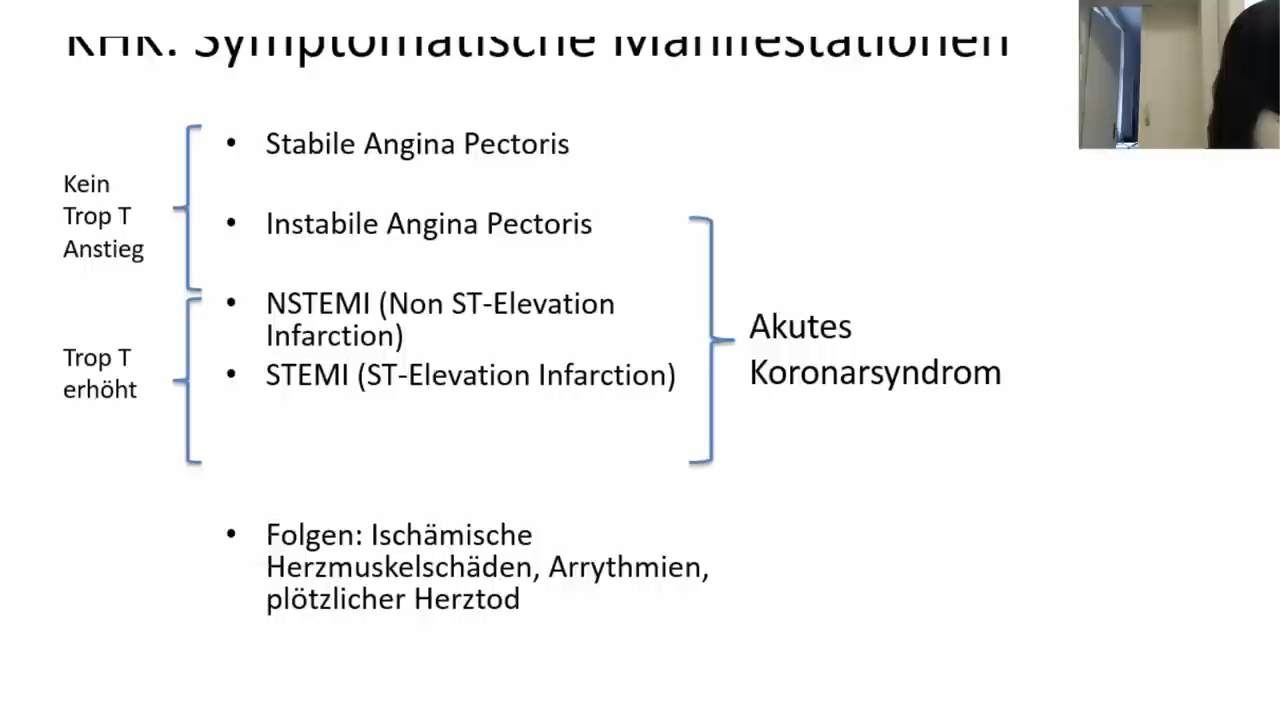 KHK: Symptomatische Manifestationen
Kein
Trop T
Anstieg
• Stabile Angina Pectoris
• Instabile Angina Pectoris
Trop T
erhöht
• NSTEMI (Non ST-Elevation
Infarction)
• STEMI (ST-Elevation Infarction)
Akutes
Koronarsyndrom
• Folgen: Ischämische
Herzmuskelschäden, Arrythmien,
plötzlicher Herztod